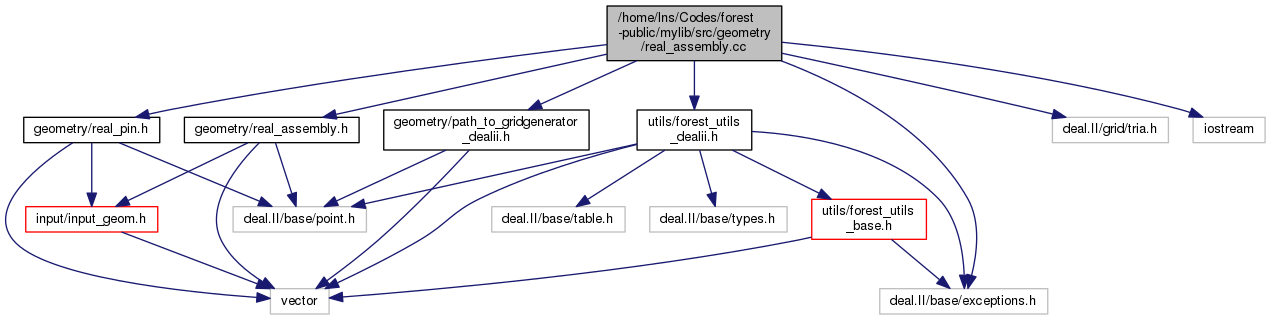 /home/lns/Codes/forest
-public/mylib/src/geometry
/real_assembly.cc
geometry/real_pin.h
geometry/real_assembly.h
geometry/path_to_gridgenerator
_dealii.h
utils/forest_utils
_dealii.h
deal.II/grid/tria.h
iostream
input/input_geom.h
deal.II/base/point.h
deal.II/base/table.h
deal.II/base/types.h
utils/forest_utils
_base.h
vector
deal.II/base/exceptions.h